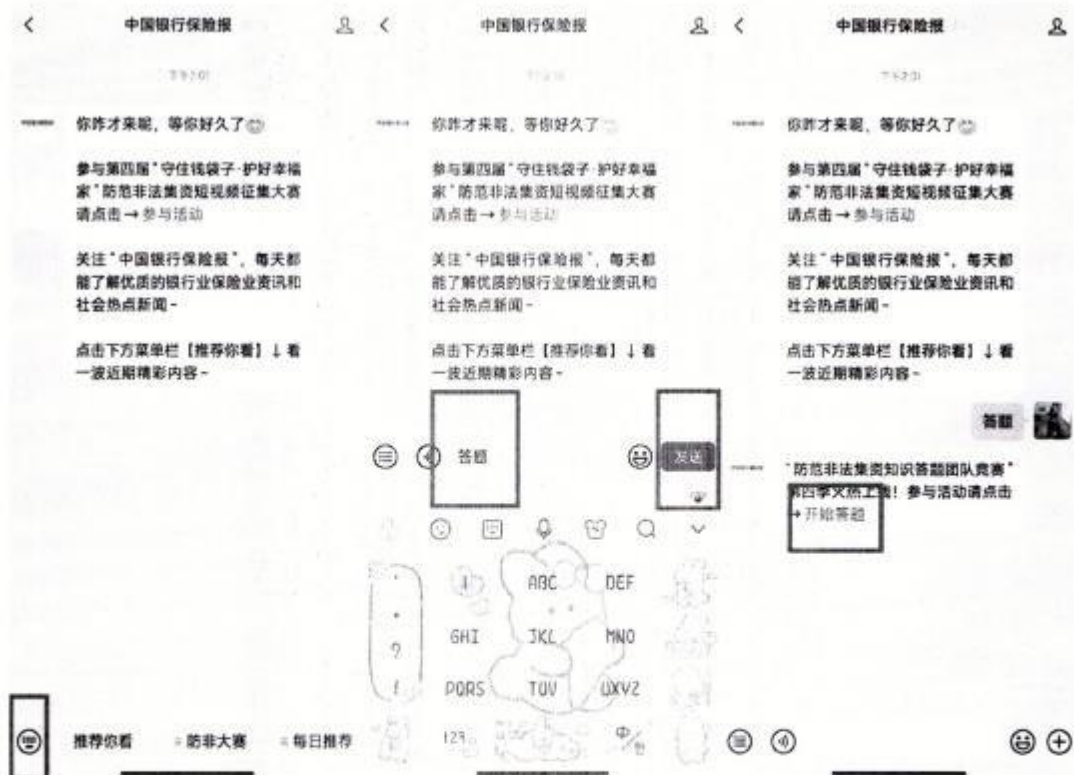 中国银行保险报
你咋才来呢，等你好久了
参与第四届“守住钱袋子·护好幸福
家”防范非法集资短视频征集大赛
请点击→参与活动
关注“中国银行保险报”，每天都
能了解优质的银行业保险业资讯和
社会热点新闻~
点击下方菜单栏【推荐你看】↓看
一波近期精彩内容~
推荐你看
防非大赛
每日推荐
中国银行保险报
你咋才来呢，等你好久了
参与第四届“守住钱袋子·护好幸福
家”防范非法集资短视频征集大赛
请点击→参与活动
关注“中国银行保险报”，每天都
能了解优质的银行业保险业资讯和
社会热点新闻~
点击下方菜单栏【推荐你看】↓看
一波近期精彩内容~
答题
发送
ABC
DEF
GHI
JKL
MNO
PQRS
TUV
WXYZ
123
中/英
中国银行保险报
你咋才来呢，等你好久了
参与第四届“守住钱袋子·护好幸福
家”防范非法集资短视频征集大赛
请点击→参与活动
关注“中国银行保险报”，每天都
能了解优质的银行业保险业资讯和
社会热点新闻~
点击下方菜单栏【推荐你看】↓看
一波近期精彩内容~
答题
“防范非法集资知识答题团队竞赛”
第四季火热上线！参与活动请点击
→开始答题